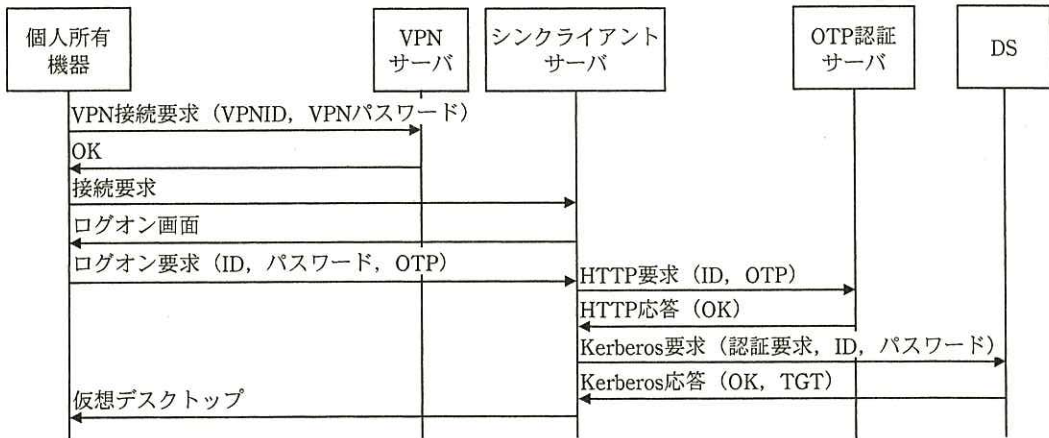 個人所有
機器
VPN
サーバ
シンクライアント
サーバ
OTP認証
サーバ
DS
VPN接続要求（VPNID，VPNパスワード）
OK
接続要求
ログオン画面
ログオン要求（ID，パスワード，OTP）
HTTP要求（ID，OTP）
HTTP応答（OK）
Kerberos要求（認証要求，ID，パスワード）
Kerberos応答（OK，TGT）
仮想デスクトップ